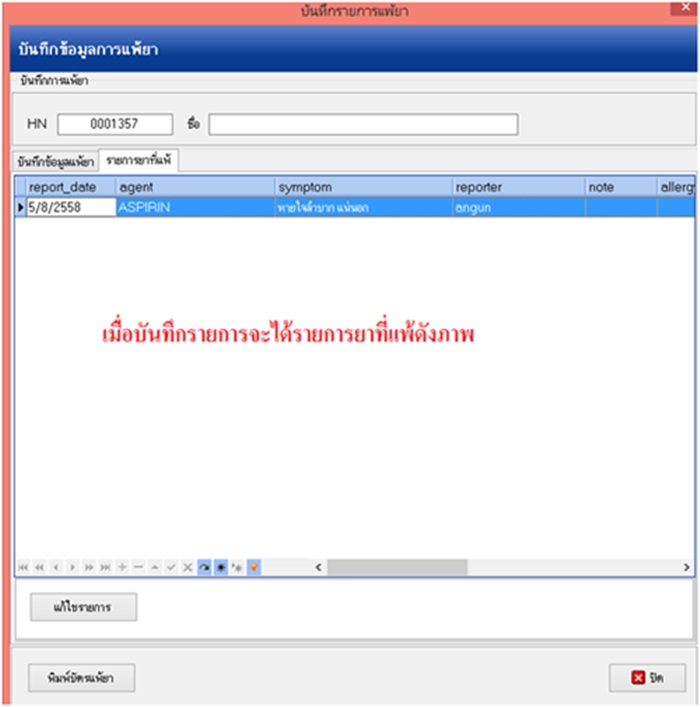 บันทึกรายการแพ้ยา
บันทึกข้อมูลการแพ้ยา
บันทึกการแพ้ยา
HN 0001357 ชื่อ
บันทึกข้อมูลแพ้ยา รายการยาที่แพ้
report_date agent symptom reporter note allerg
5/8/2558 ASPIRIN หายใจลำบาก แน่นอก angun
เมื่อบันทึกรายการจะได้รายการยาที่แพ้ดังภาพ
แก้ไขรายการ
พิมพ์บัตรแพ้ยา ปิด